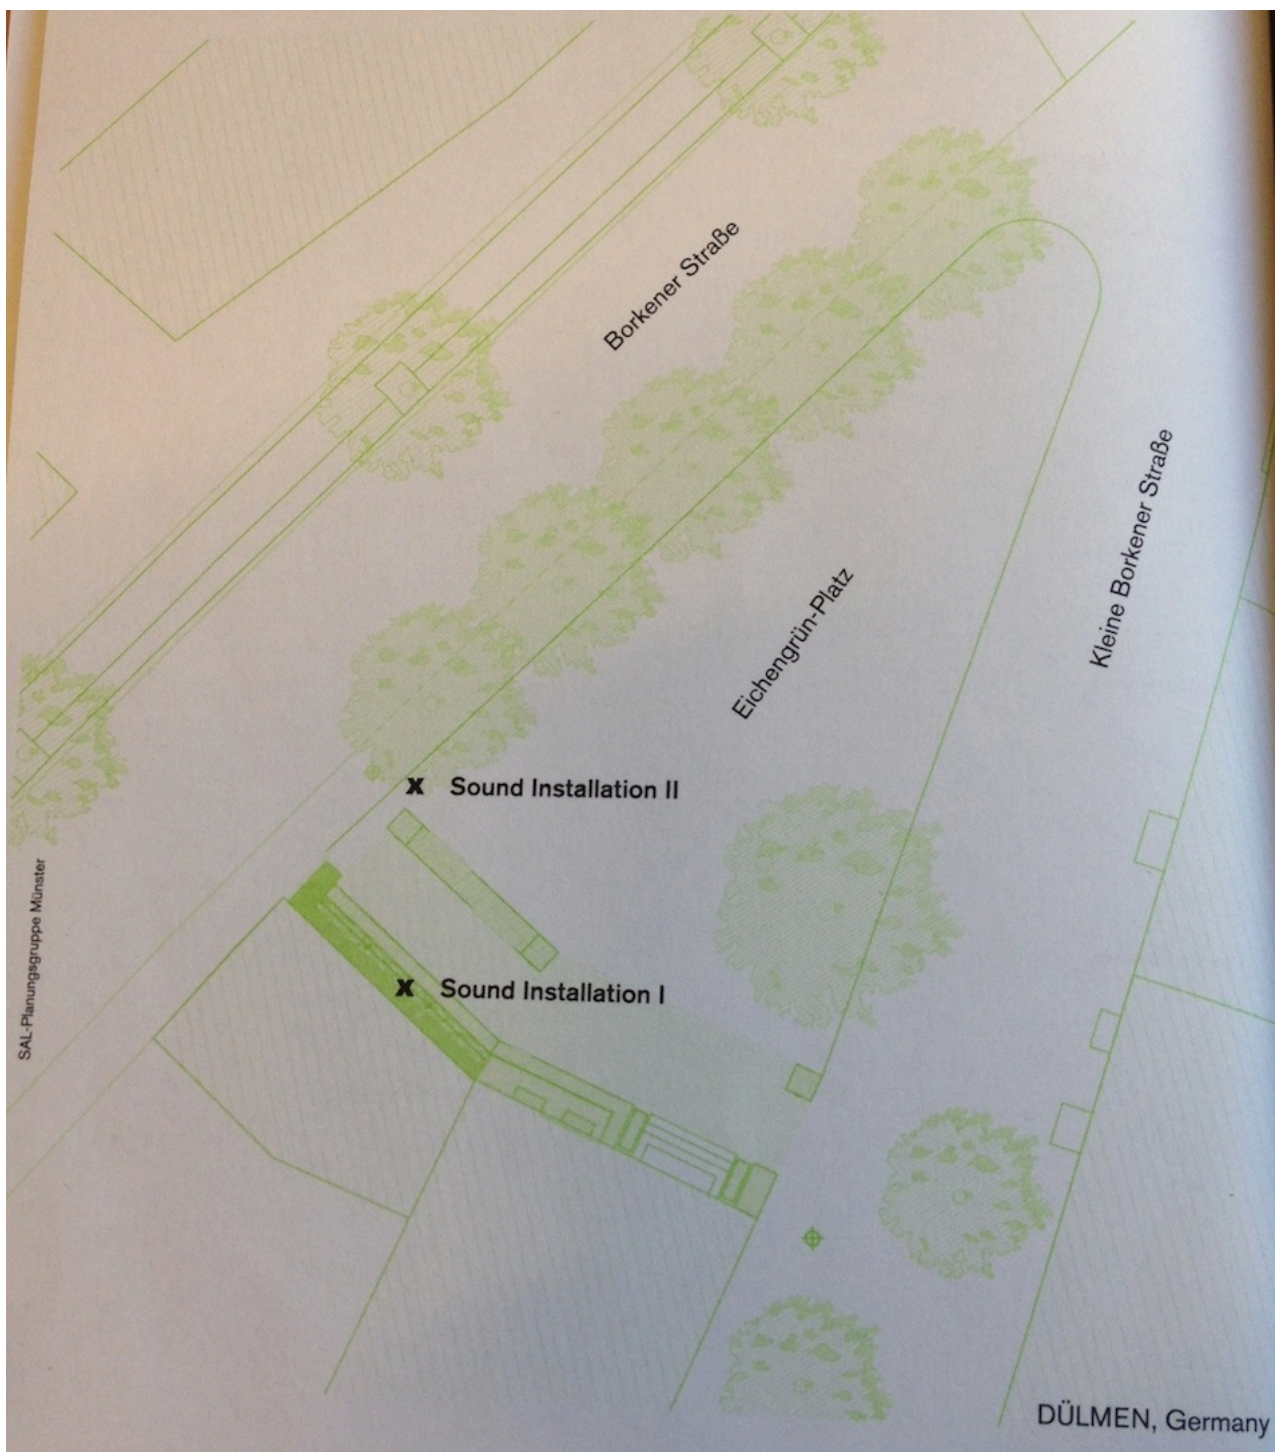 Borkener Straße
Kleine Borkener Straße
Eichengrün-Platz
x Sound Installation II
x Sound Installation I
SAL-Planungsgruppe Münster
DÜLMEN, Germany